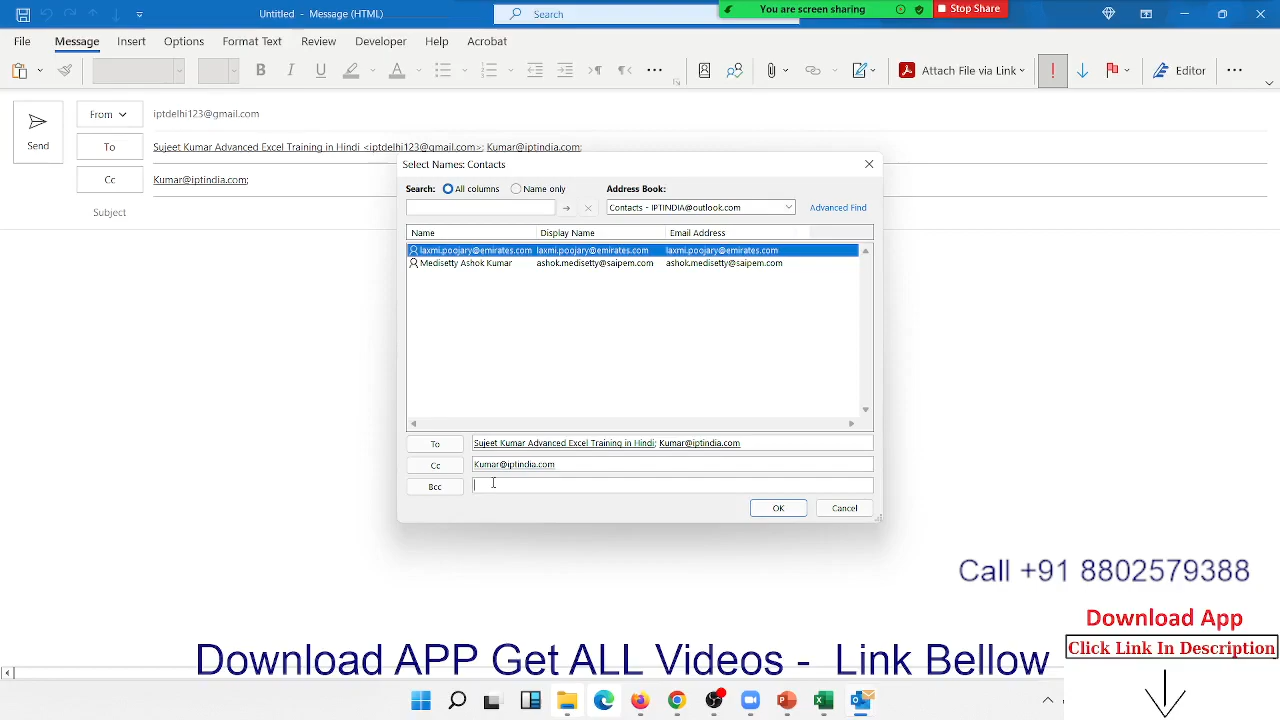 Untitled - Message (HTML)
Search
You are screen sharing
Stop Share
File
Message
Insert
Options
Format Text
Review
Developer
Help
Acrobat
Attach File via Link
Editor
Send
From
iptdelhi123@gmail.com
To
Sujeet Kumar Advanced Excel Training in Hindi <iptdelhi123@gmail.com>; Kumar@iptindia.com;
Cc
Kumar@iptindia.com;
Subject
Select Names: Contacts
Search:
All columns
Name only
Address Book:
Contacts - IPTINDIA@outlook.com
Advanced Find
Name
Display Name
Email Address
laxmi.poojary@emirates.com laxmi.poojary@emirates.com laxmi.poojary@emirates.com
Medisetty Ashok Kumar ashok.medisetty@saipem.com ashok.medisetty@saipem.com
To
Sujeet Kumar Advanced Excel Training in Hindi; Kumar@iptindia.com
Cc
Kumar@iptindia.com
Bcc
OK
Cancel
Call +91 8802579388
Download App
Click Link In Description
Download APP Get ALL Videos - Link Bellow